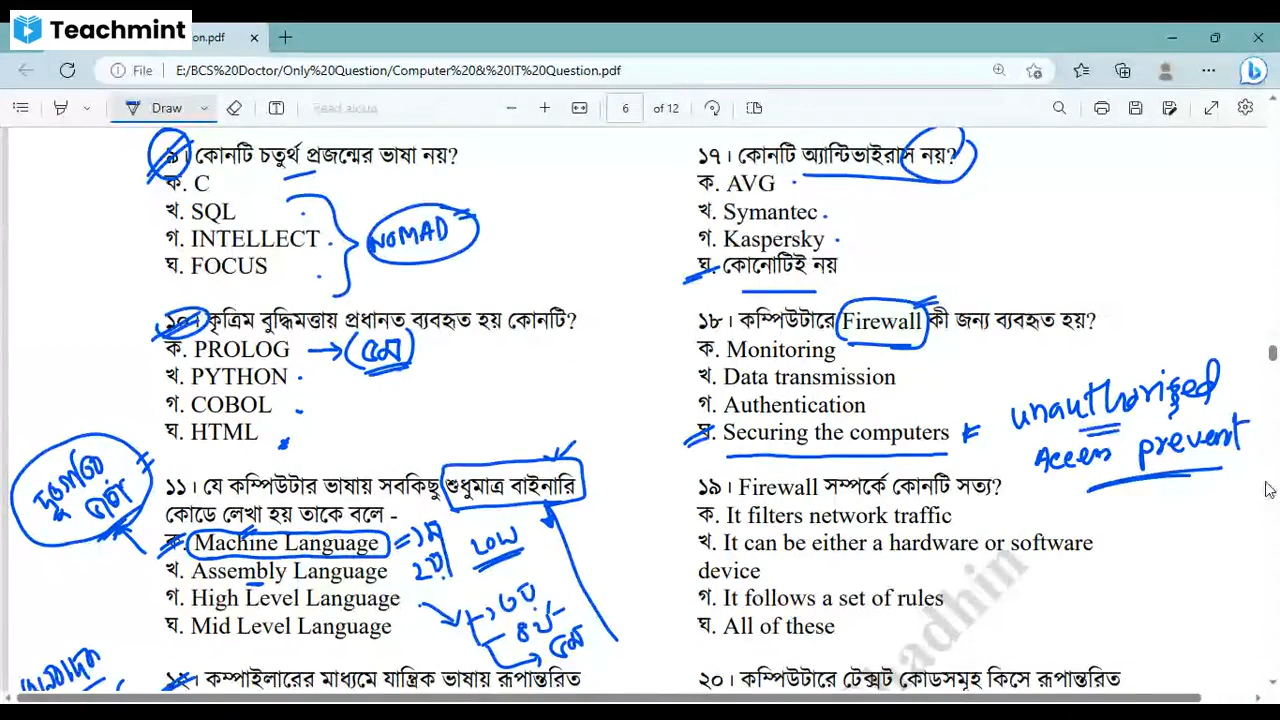 Teachmint
on.pdf
File E:/BCS%20Doctor/Only%20Question/Computer%20&%20IT%20Question.pdf
Draw
Read aloud
6 of 12
৯। কোনটি চতুর্থ প্রজন্মের ভাষা নয়?
ক. C
খ. SQL
গ. INTELLECT
ঘ. FOCUS
NOMAD
১০। কৃত্রিম বুদ্ধিমত্তায় প্রধানত ব্যবহৃত হয় কোনটি?
ক. PROLOG
৫ম
খ. PYTHON
গ. COBOL
ঘ. HTML
১১। যে কম্পিউটার ভাষায় সবকিছু শুধুমাত্র বাইনারি
কোডে লেখা হয় তাকে বলে -
ক. Machine Language
১ম
খ. Assembly Language
LOW
গ. High Level Language
ঘ. Mid Level Language
৫ম
১২। কম্পাইলারের মাধ্যমে যান্ত্রিক ভাষায় রূপান্তরিত
১৭। কোনটি অ্যান্টিভাইরাস নয়?
ক. AVG
খ. Symantec
গ. Kaspersky
ঘ. কোনোটিই নয়
১৮। কম্পিউটারে Firewall কী জন্য ব্যবহৃত হয়?
ক. Monitoring
খ. Data transmission
গ. Authentication
ঘ. Securing the computers
unauthorized
Access prevent
১৯। Firewall সম্পর্কে কোনটি সত্য?
ক. It filters network traffic
খ. It can be either a hardware or software
device
গ. It follows a set of rules
ঘ. All of these
২০। কম্পিউটারে টেক্সট কোডসমূহ কিসে রূপান্তরিত